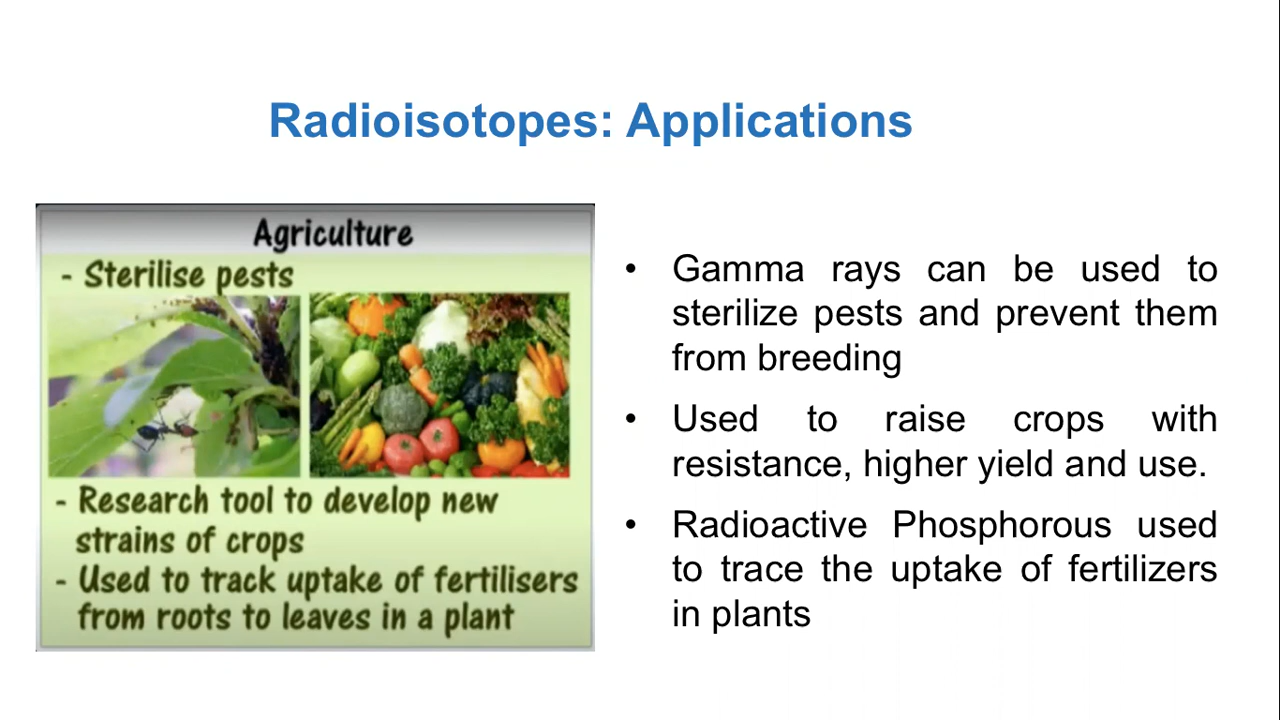 Radioisotopes: Applications
Agriculture
- Sterilise pests
- Research tool to develop new
strains of crops
- Used to track uptake of fertilisers
from roots to leaves in a plant
• Gamma rays can be used to
sterilize pests and prevent them
from breeding
• Used to raise crops with
resistance, higher yield and use.
• Radioactive Phosphorous used
to trace the uptake of fertilizers
in plants